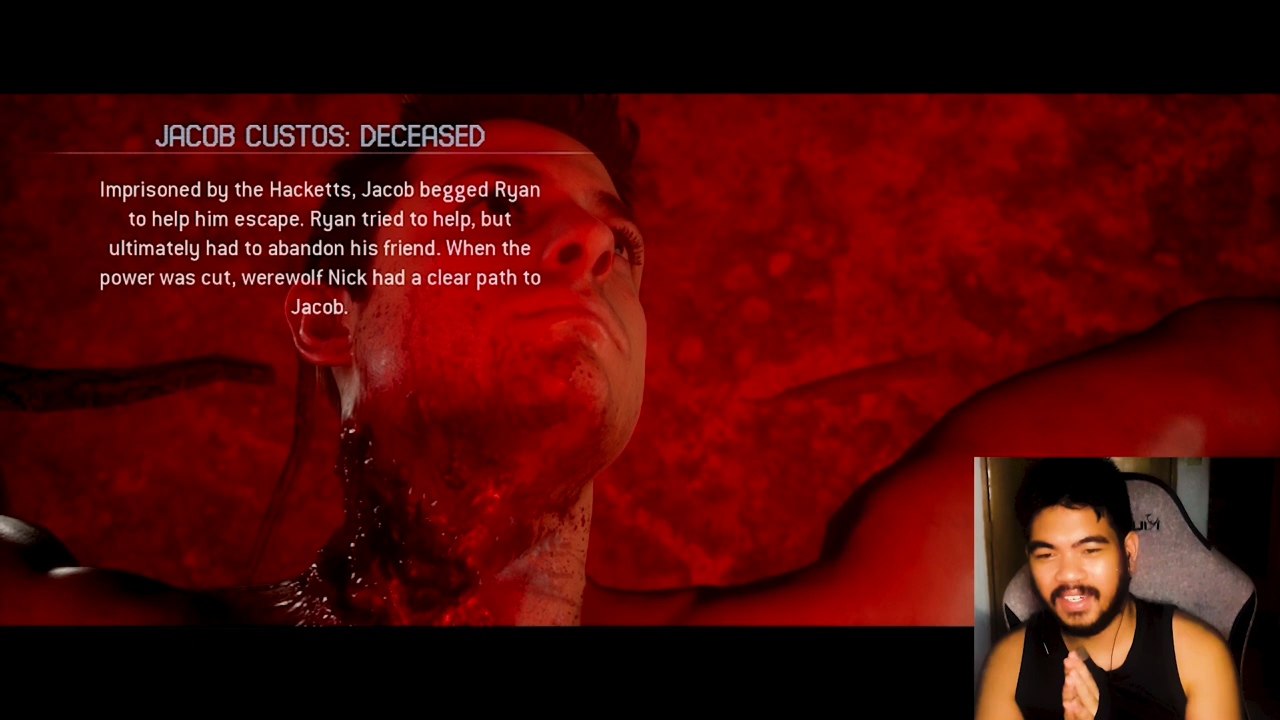 JACOB CUSTOS: DECEASED
Imprisoned by the Hacketts, Jacob begged Ryan
to help him escape. Ryan tried to help, but
ultimately had to abandon his friend. When the
power was cut, werewolf Nick had a clear path to
Jacob.